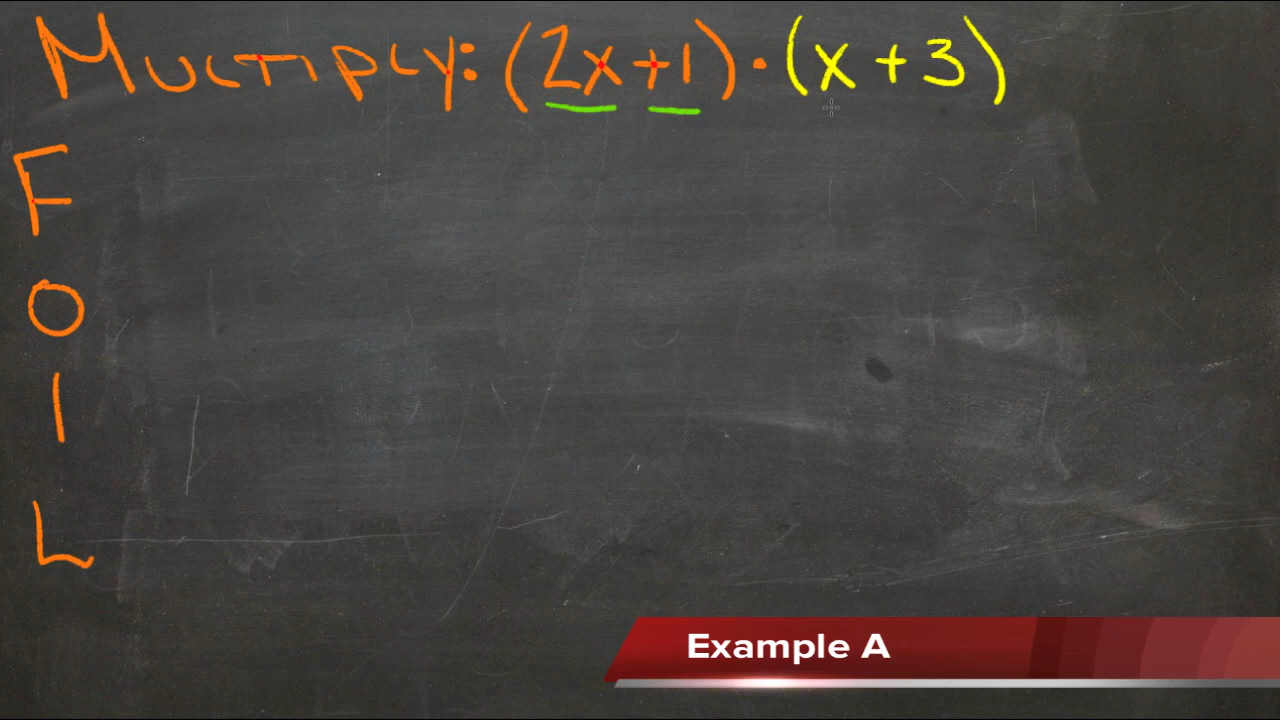 Multiply: (2x+1) · (x+3)
F
O
I
L
Example A